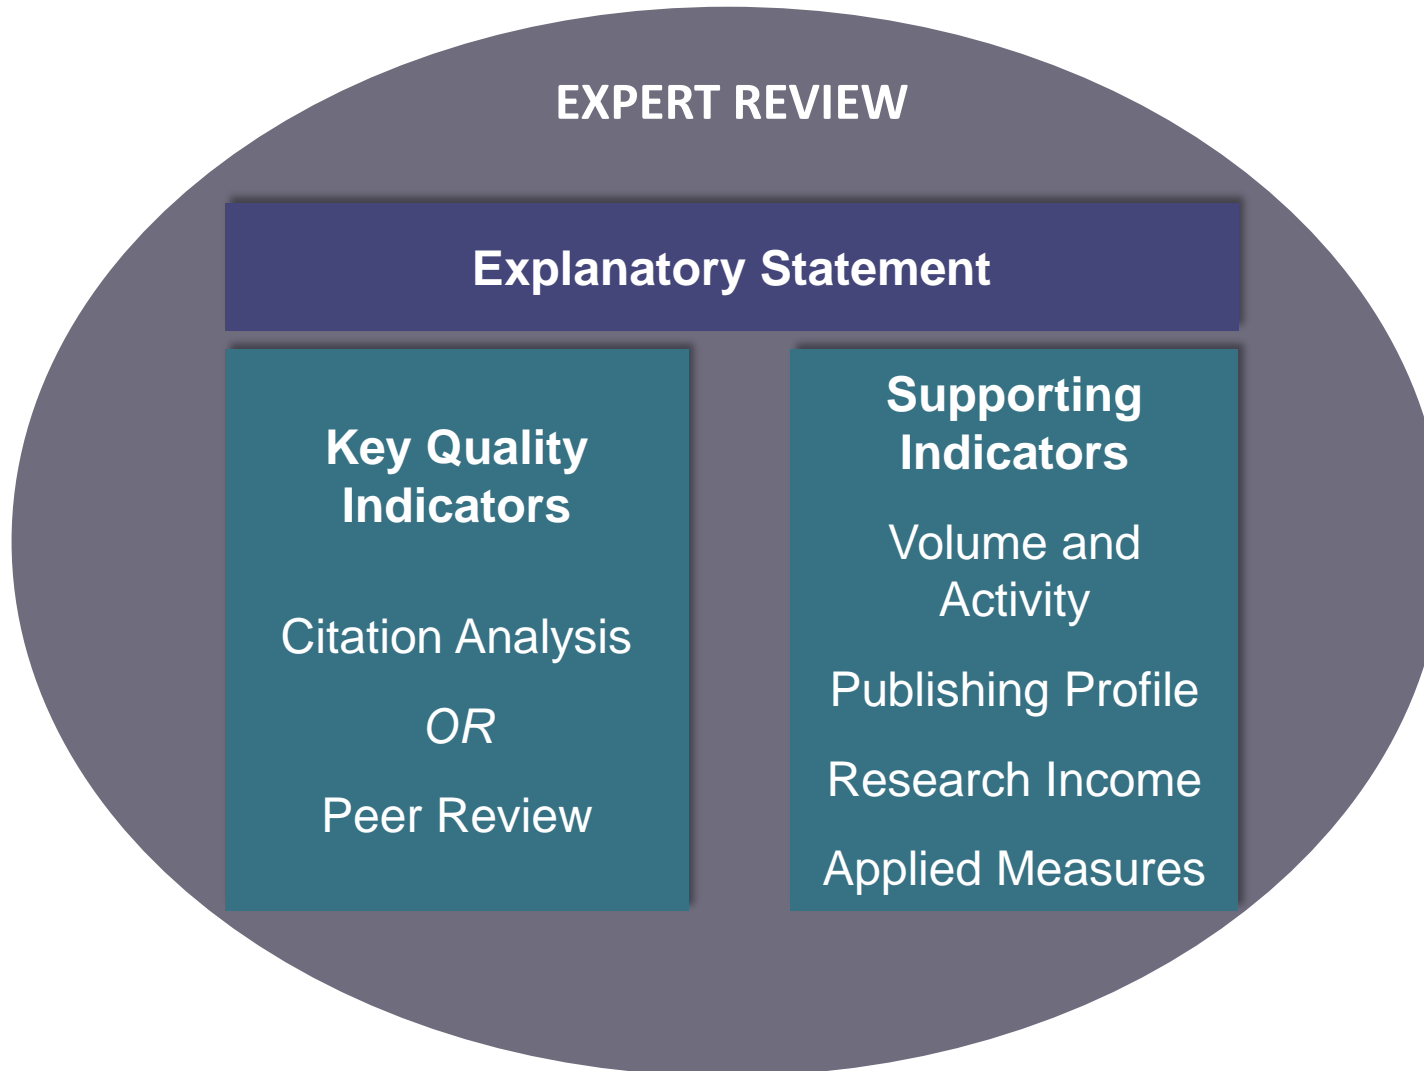 EXPERT REVIEW
Explanatory Statement
Key Quality
Indicators
Citation Analysis
OR
Peer Review
Supporting
Indicators
Volume and
Activity
Publishing Profile
Research Income
Applied Measures